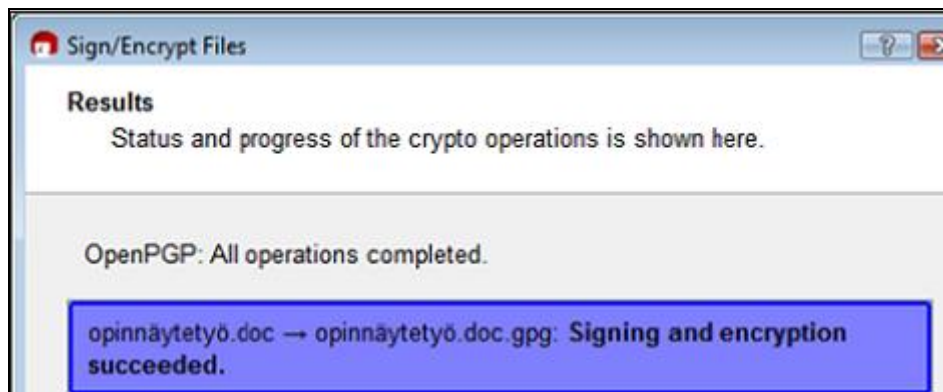 Sign/Encrypt Files
Results
Status and progress of the crypto operations is shown here.
OpenPGP: All operations completed.
opinnäytetyö.doc → opinnäytetyö.doc.gpg: Signing and encryption
succeeded.